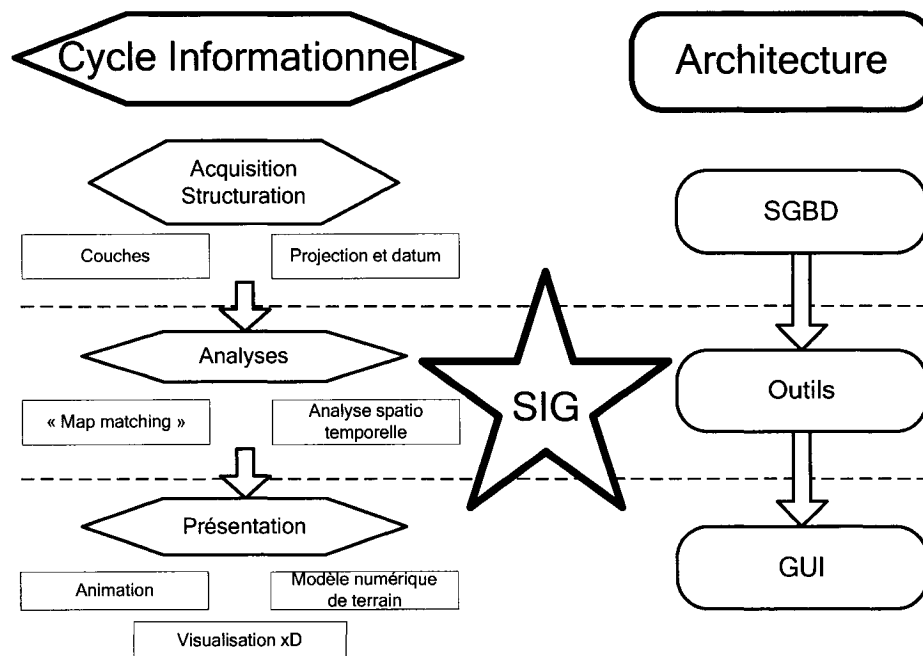 Cycle Informationnel
Architecture
Acquisition
Structuration
SGBD
Couches
Projection et datum
Analyses
SIG
Outils
« Map matching »
Analyse spatio
temporelle
Présentation
GUI
Animation
Modèle numérique
de terrain
Visualisation xD